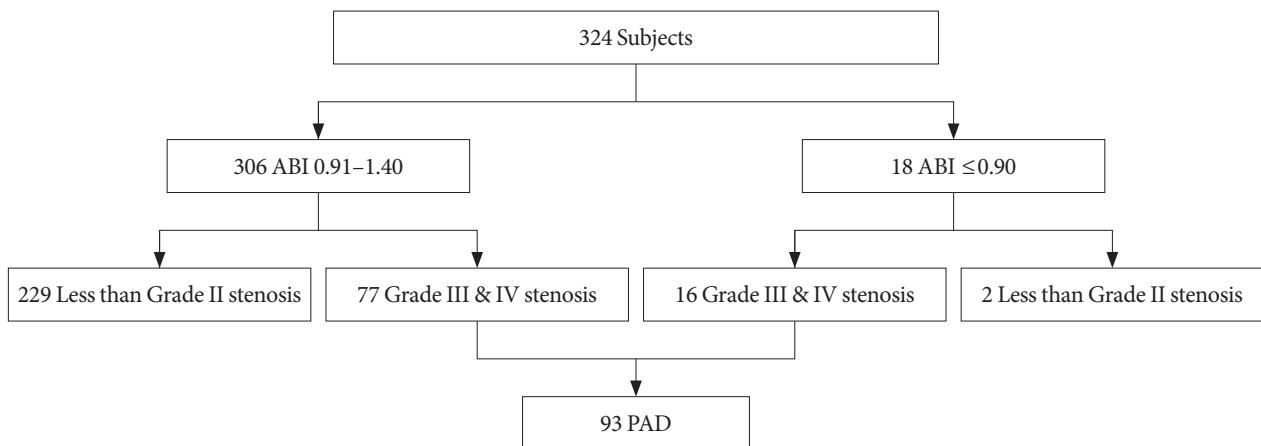 324 Subjects
306 ABI 0.91–1.40
18 ABI ≤0.90
229 Less than Grade II stenosis
77 Grade III & IV stenosis
16 Grade III & IV stenosis
2 Less than Grade II stenosis
93 PAD